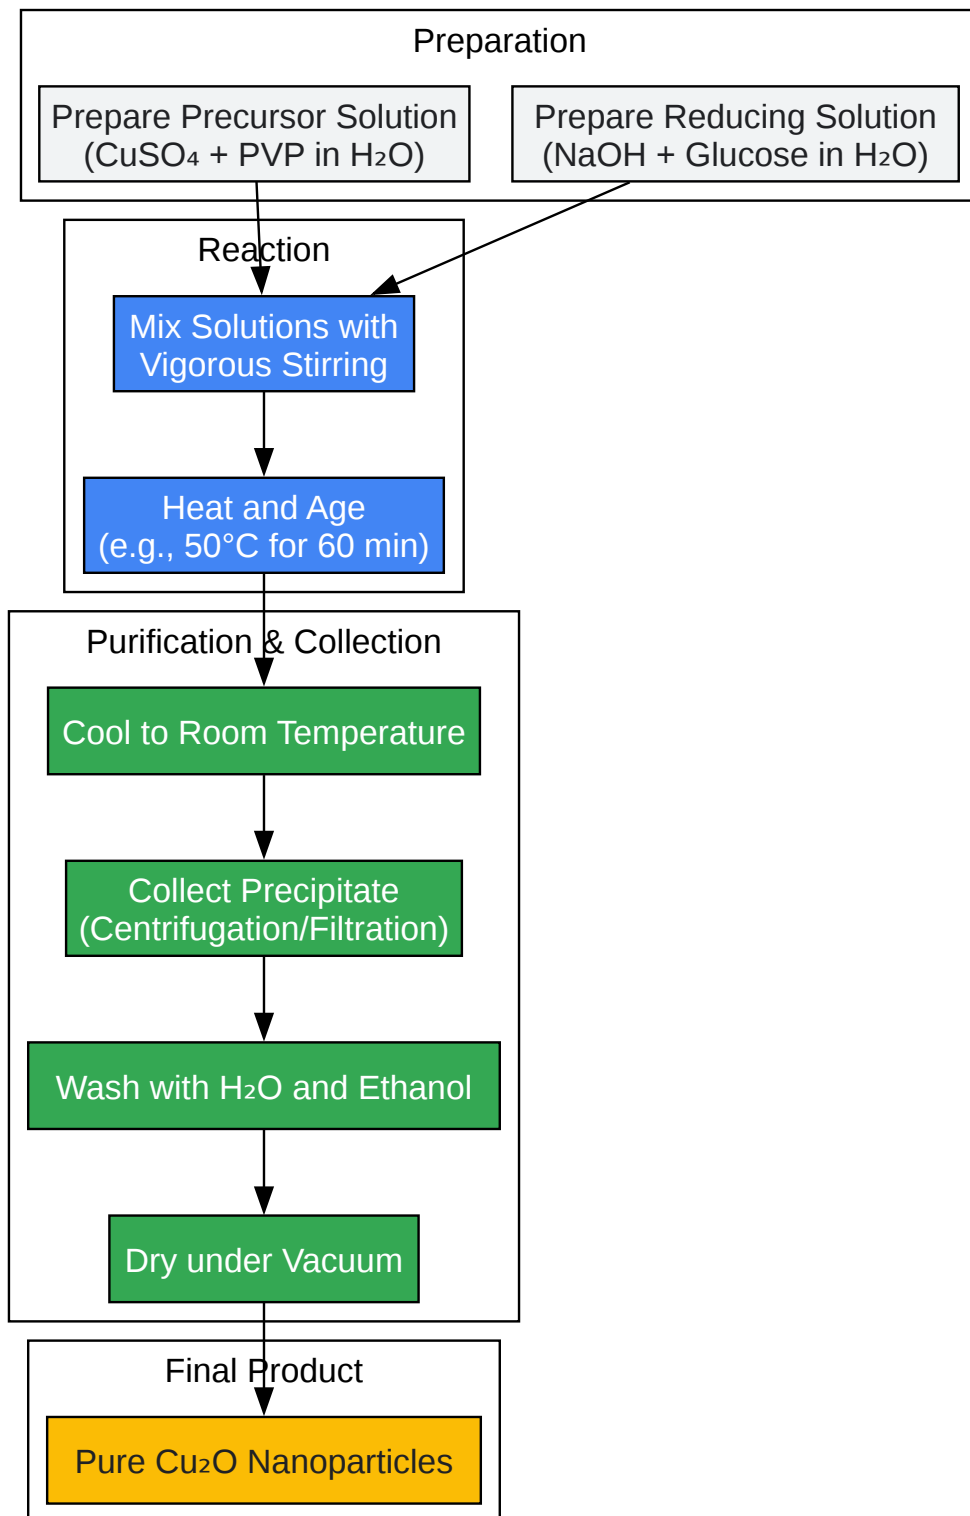 Preparation
Prepare Precursor Solution
(CuSO₄ + PVP in H₂O)
Prepare Reducing Solution
(NaOH + Glucose in H₂O)
Reaction
Mix Solutions with
Vigorous Stirring
Heat and Age
(e.g., 50°C for 60 min)
Purification & Collection
Cool to Room Temperature
Collect Precipitate
(Centrifugation/Filtration)
Wash with H₂O and Ethanol
Dry under Vacuum
Final Product
Pure Cu₂O Nanoparticles